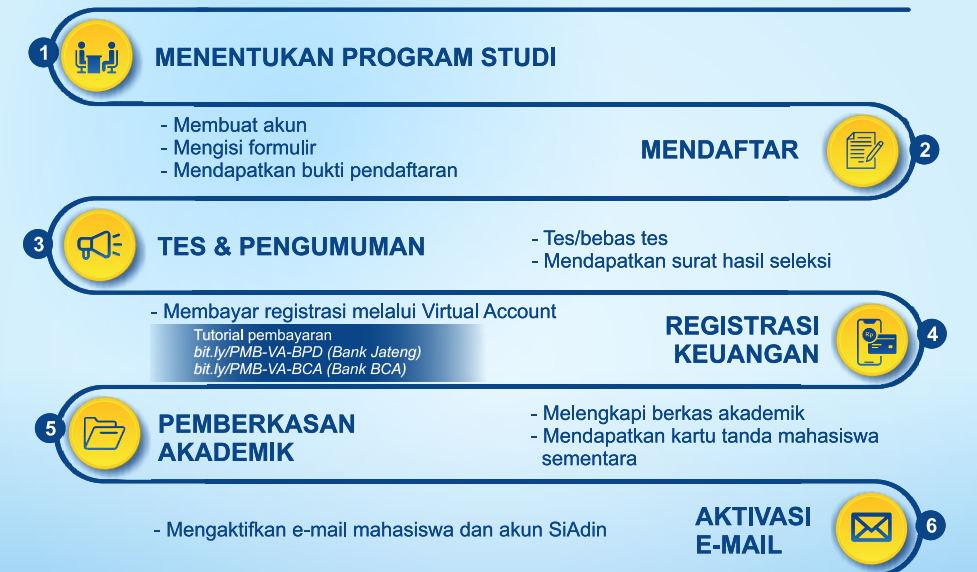 1
MENENTUKAN PROGRAM STUDI
- Membuat akun
- Mengisi formulir
- Mendapatkan bukti pendaftaran
MENDAFTAR
2
3
TES & PENGUMUMAN
- Tes/bebas tes
- Mendapatkan surat hasil seleksi
- Membayar registrasi melalui Virtual Account
Tutorial pembayaran
bit.ly/PMB-VA-BPD (Bank Jateng)
bit.ly/PMB-VA-BCA (Bank BCA)
REGISTRASI
KEUANGAN
Rp
4
5
PEMBERKASAN
AKADEMIK
- Melengkapi berkas akademik
- Mendapatkan kartu tanda mahasiswa
sementara
- Mengaktifkan e-mail mahasiswa dan akun SiAdin
AKTIVASI
E-MAIL
6